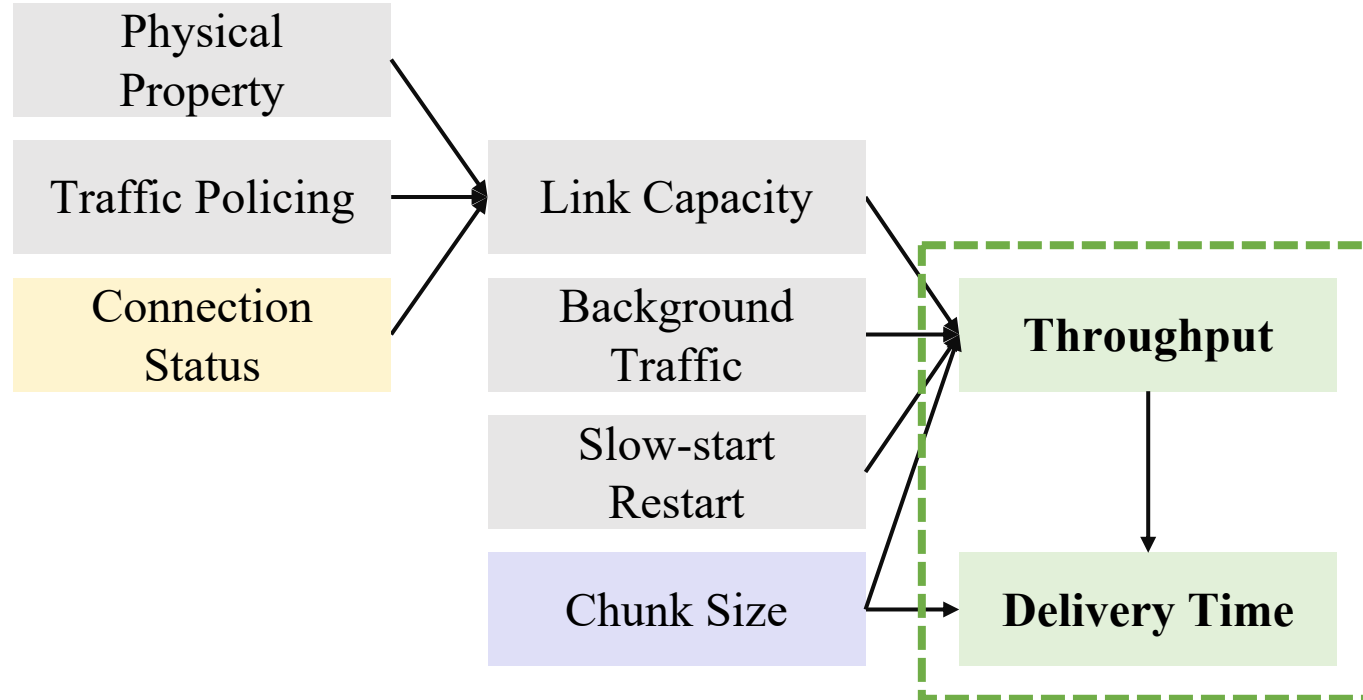 Physical
Property
Traffic Policing
Connection
Status
Link Capacity
Background
Traffic
Slow-start
Restart
Chunk Size
Throughput
Delivery Time